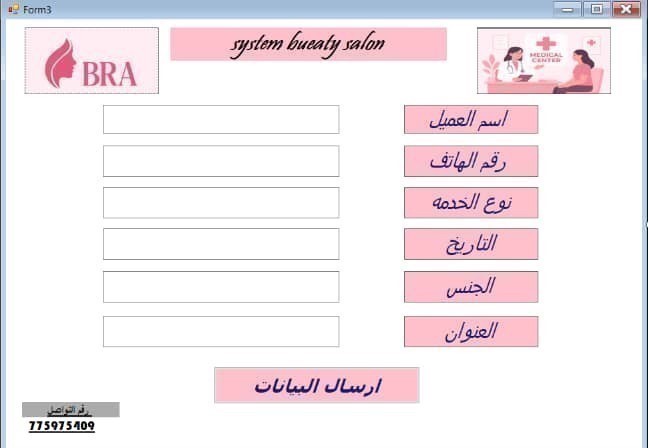 Form3
BRA
system bueaty salon
MEDICAL
CENTER
اسم العميل
رقم الهاتف
نوع الخدمه
التاريخ
الجنس
العنوان
ارسال البيانات
رقم التواصل
775975409